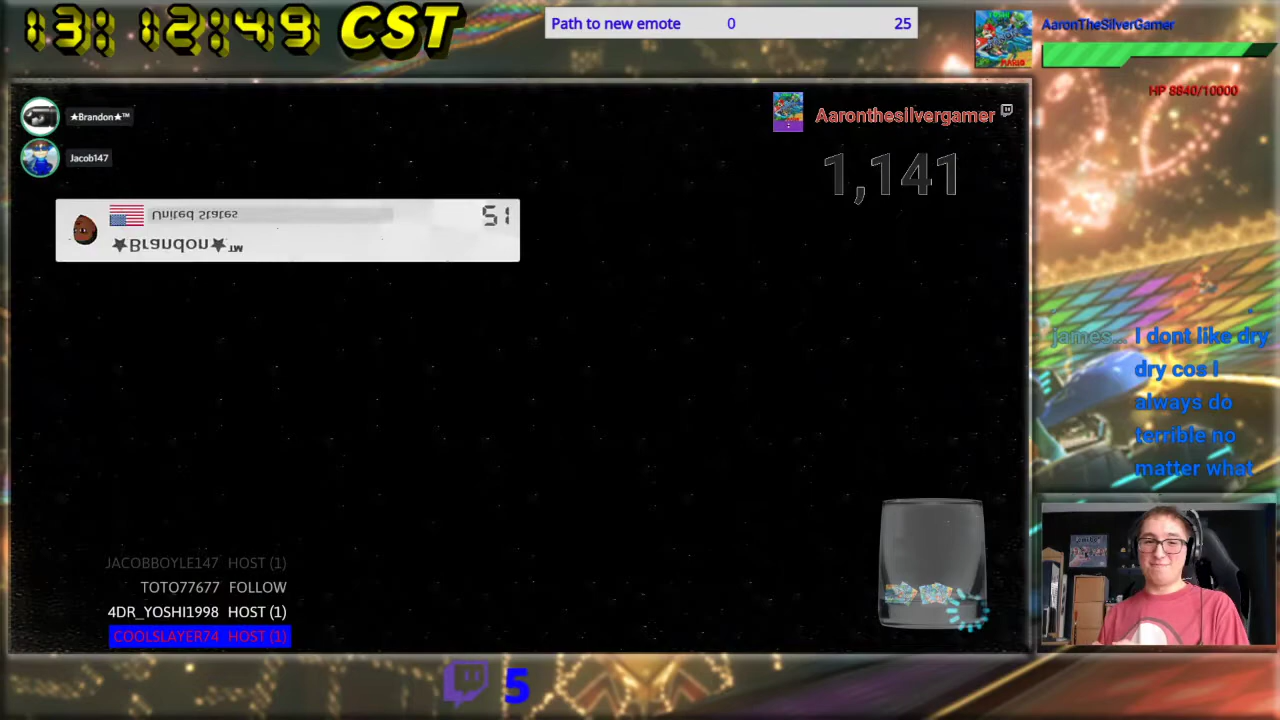 13:12:49 CST
Path to new emote 0 25
AaronTheSilverGamer
HP 8840/10000
★Brandon★™
Jacob147
Aaronthesilvergamer
1,141
United States 51
★Brandon★™
james... I dont like dry
dry cos I
always do
terrible no
matter what
JACOBBOYLE147 HOST (1)
TOTO77677 FOLLOW
4DR_YOSHI1998 HOST (1)
COOLSLAYER74 HOST (1)
5